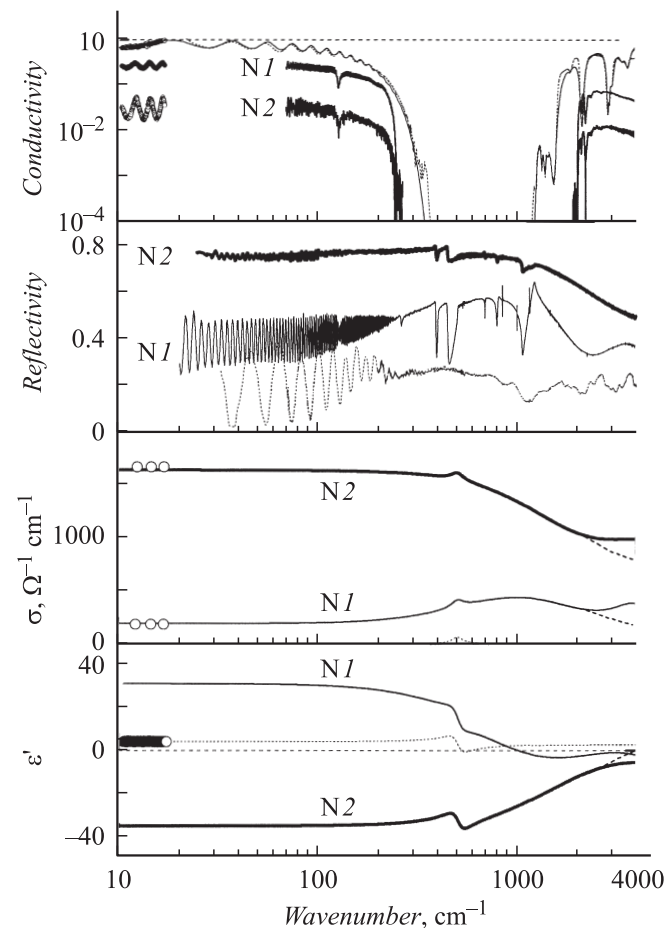 10
10⁻²
10⁻⁴
Conductivity
N1
N2
0.8
0.4
0
Reflectivity
N2
N1
1000
0
σ, Ω⁻¹ cm⁻¹
N2
N1
40
0
−40
ε'
N1
N2
10 100 1000 4000
Wavenumber, cm⁻¹